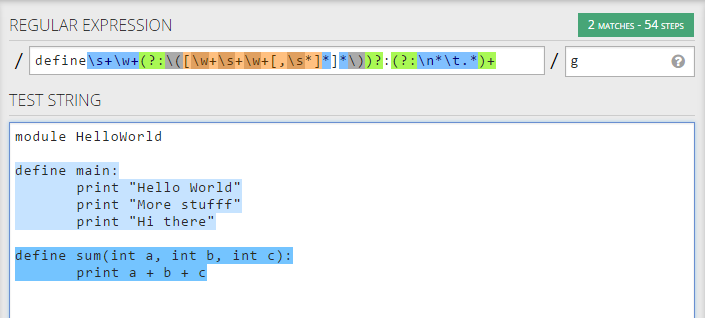 REGULAR EXPRESSION
2 MATCHES - 54 STEPS
/ define\s+\w+(?:\([\w+\s+\w+[,\s*]*]*\))?:(?:\n*\t.*)+ / g ?
TEST STRING
module HelloWorld
define main:
print "Hello World"
print "More stufff"
print "Hi there"
define sum(int a, int b, int c):
print a + b + c